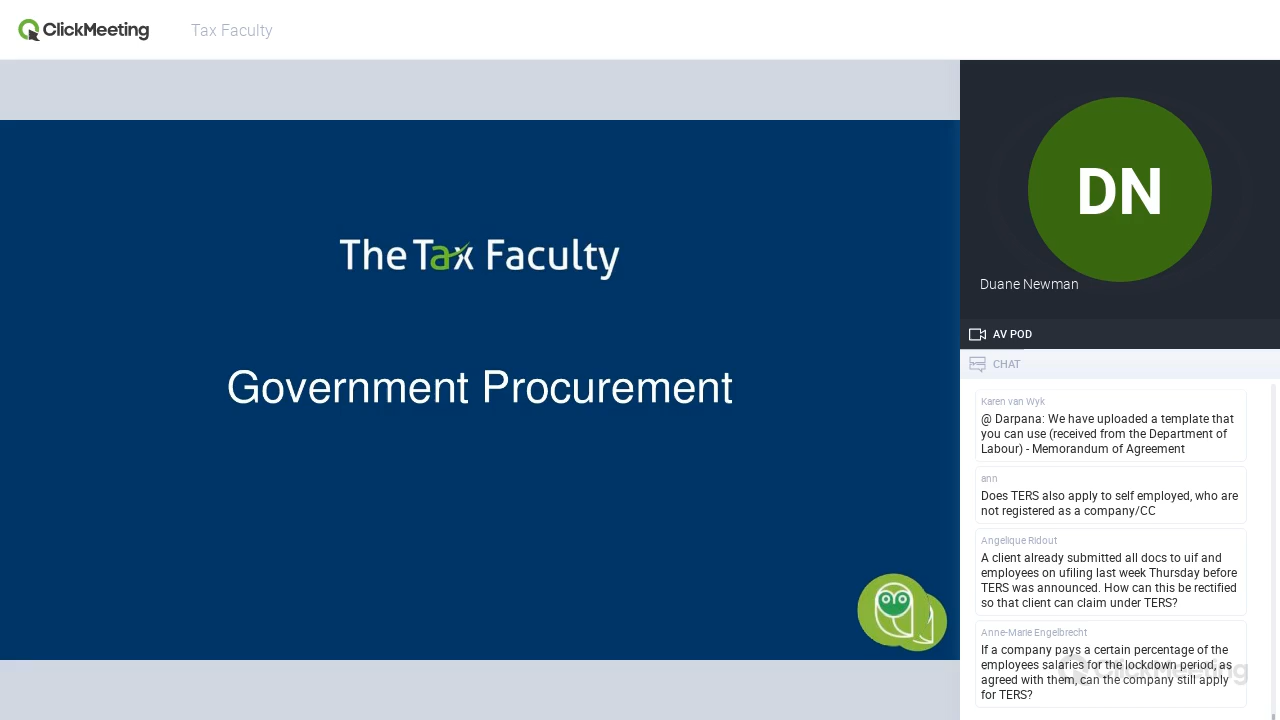 ClickMeeting
Tax Faculty
The Tax Faculty
Government Procurement
DN
Duane Newman
AV POD
CHAT
Karen van Wyk
@ Darpana: We have uploaded a template that
you can use (received from the Department of
Labour) - Memorandum of Agreement
ann
Does TERS also apply to self employed, who are
not registered as a company/CC
Angelique Ridout
A client already submitted all docs to uif and
employees on ufiling last week Thursday before
TERS was announced. How can this be rectified
so that client can claim under TERS?
Anne-Marie Engelbrecht
If a company pays a certain percentage of the
employees salaries for the lockdown period, as
agreed with them, can the company still apply
for TERS?
ClickMeeting